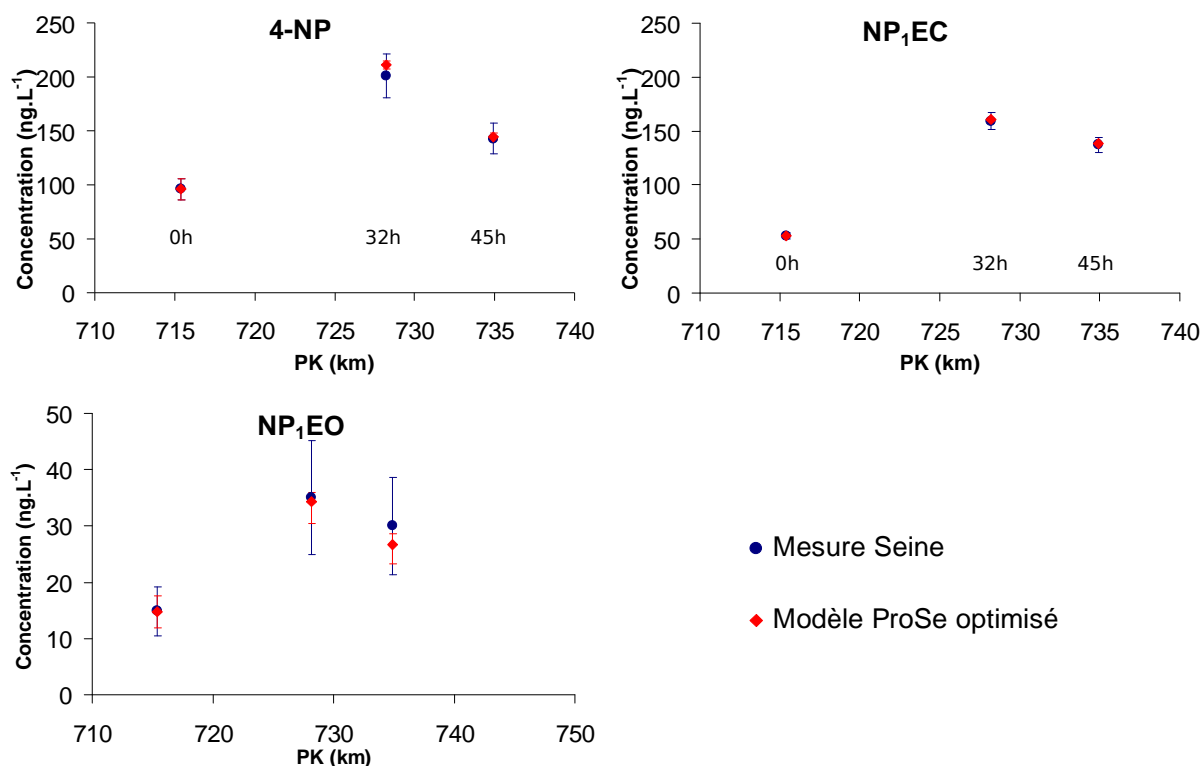 4-NP
Concentration (ng.L⁻¹)
250
200
150
100
50
0
0h
32h
45h
710 715 720 725 730 735 740
PK (km)
NP₁EC
Concentration (ng.L⁻¹)
250
200
150
100
50
0
0h
32h
45h
710 715 720 725 730 735 740
PK (km)
NP₁EO
Concentration (ng.L⁻¹)
50
40
30
20
10
0
710 720 730 740 750
PK (km)
Mesure Seine
Modèle ProSe optimisé